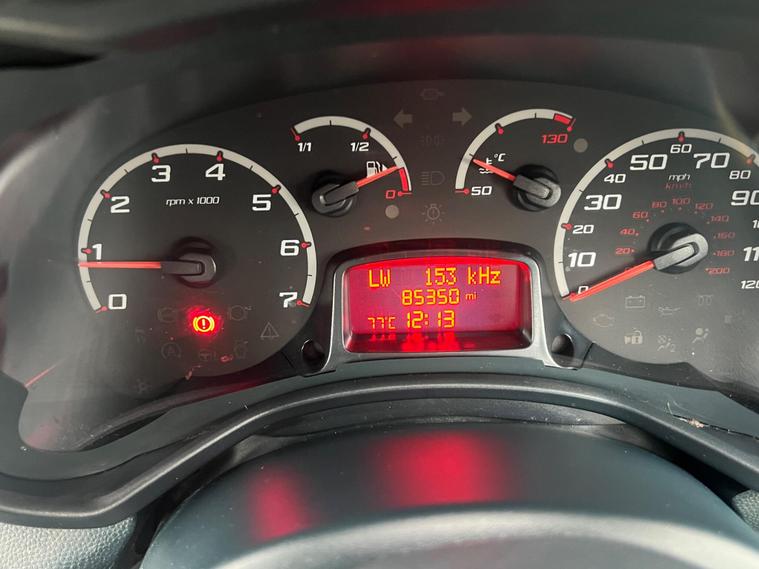 1/1 1/2 0
°C 50 130
0 1 2 3 4 5 6 7
rpm x 1000
0 10 20 30 40 50 60 70 80 90
120
mph
km/h
20 40 60 80 100 120 140 160 200
LW 153 kHz
85350 mi
77°C 12:13